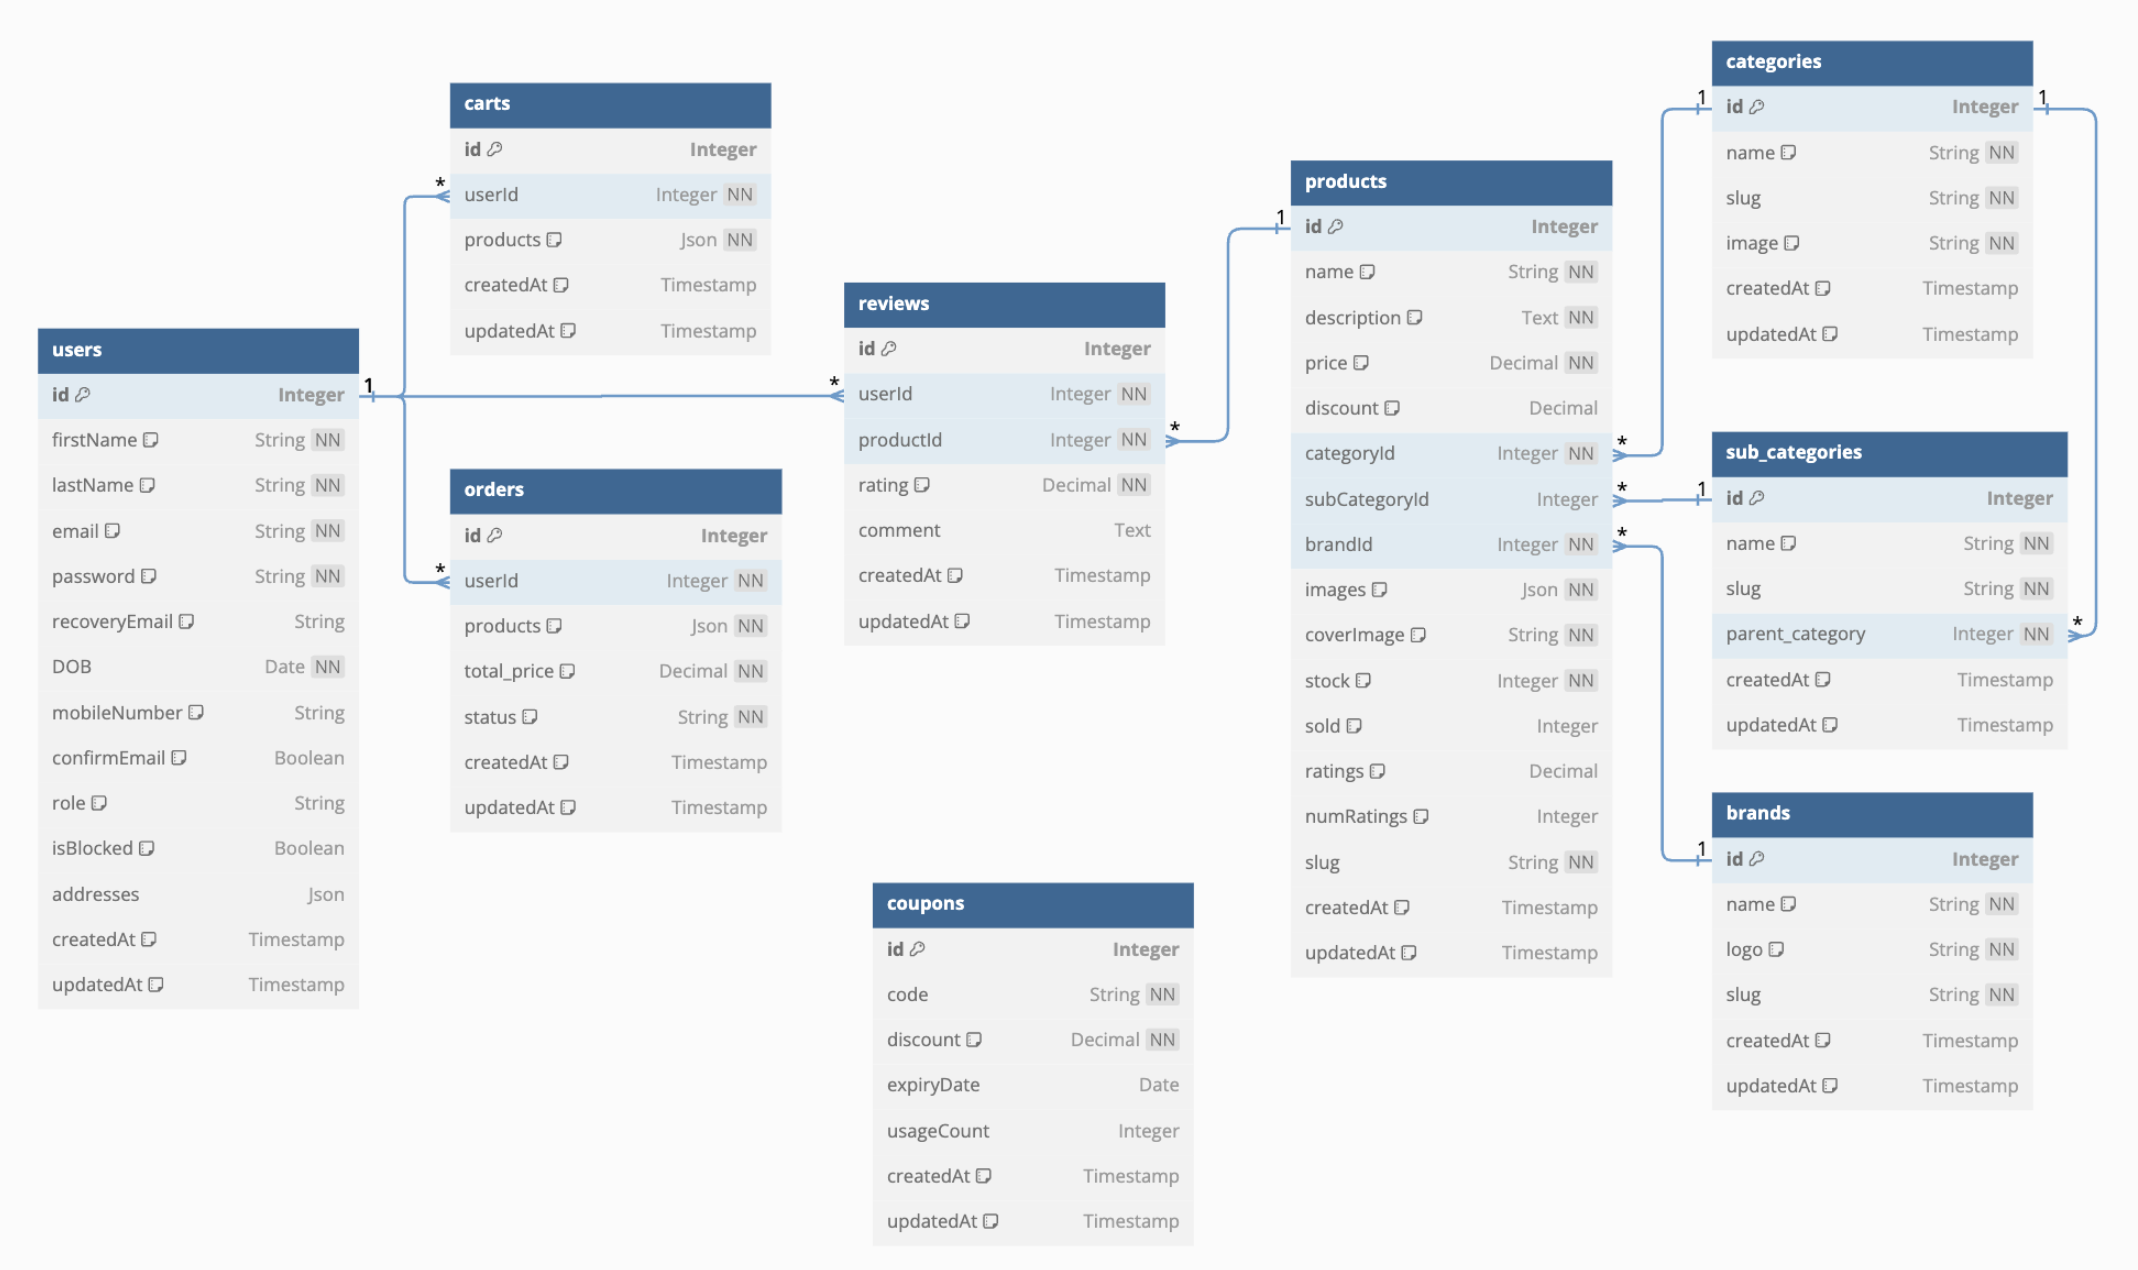 users
id Integer
firstName String NN
lastName String NN
email String NN
password String NN
recoveryEmail String
DOB Date NN
mobileNumber String
confirmEmail Boolean
role String
isBlocked Boolean
addresses Json
createdAt Timestamp
updatedAt Timestamp
1
carts
id Integer
* userId Integer NN
products Json NN
createdAt Timestamp
updatedAt Timestamp
orders
id Integer
* userId Integer NN
products Json NN
total_price Decimal NN
status String NN
createdAt Timestamp
updatedAt Timestamp
reviews
id Integer
* userId Integer NN
productId Integer NN *
rating Decimal NN
comment Text
createdAt Timestamp
updatedAt Timestamp
coupons
id Integer
code String NN
discount Decimal NN
expiryDate Date
usageCount Integer
createdAt Timestamp
updatedAt Timestamp
products
1 id Integer
name String NN
description Text NN
price Decimal NN
discount Decimal
categoryId Integer NN *
subCategoryId Integer *
brandId Integer NN *
images Json NN
coverImage String NN
stock Integer NN
sold Integer
ratings Decimal
numRatings Integer
slug String NN
createdAt Timestamp
updatedAt Timestamp
categories
1 id Integer 1
name String NN
slug String NN
image String NN
createdAt Timestamp
updatedAt Timestamp
sub_categories
1 id Integer
name String NN
slug String NN
parent_category Integer NN *
createdAt Timestamp
updatedAt Timestamp
brands
1 id Integer
name String NN
logo String NN
slug String NN
createdAt Timestamp
updatedAt Timestamp